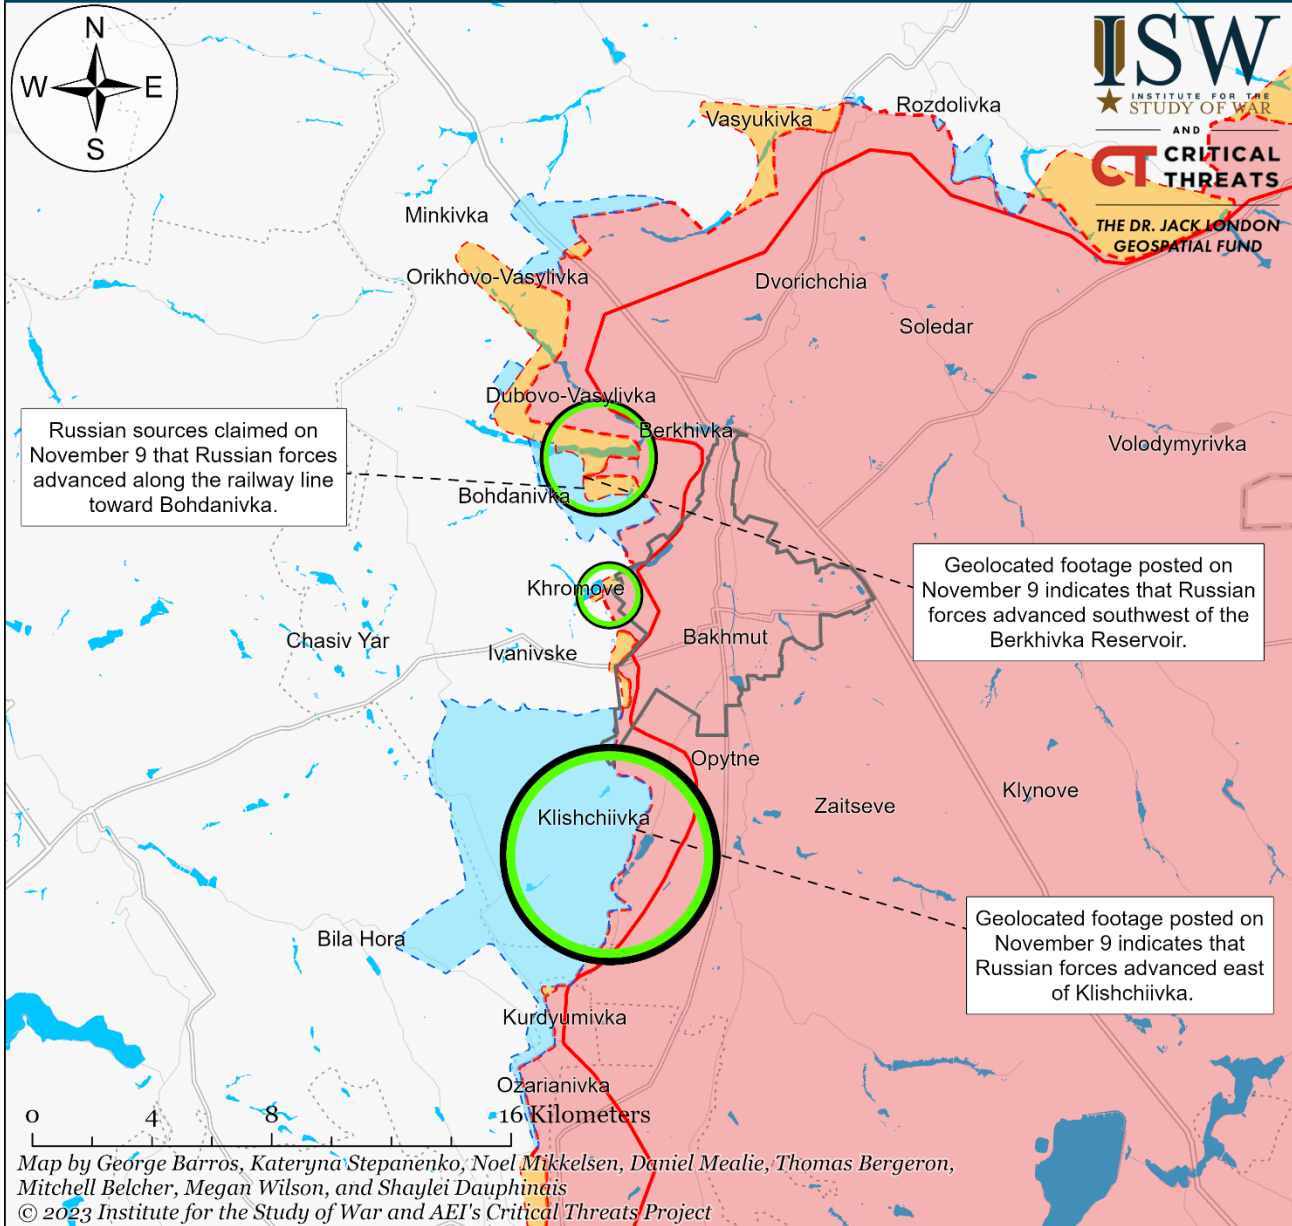 N
W
E
S
ISW
INSTITUTE FOR THE
STUDY OF WAR
AND
CT
CRITICAL
THREATS
THE DR. JACK LONDON
GEOSPATIAL FUND
Rozdolivka
Vasyukivka
Minkivka
Orikhovo-Vasylivka
Dvorichchia
Soledar
Dubovo-Vasylivka
Berkhivka
Volodymyrivka
Russian sources claimed on
November 9 that Russian forces
advanced along the railway line
toward Bohdanivka.
Bohdanivka
Geolocated footage posted on
November 9 indicates that Russian
forces advanced southwest of the
Berkhivka Reservoir.
Khromove
Chasiv Yar
Ivanivske
Bakhmut
Opytne
Klishchiivka
Zaitseve
Klynove
Bila Hora
Geolocated footage posted on
November 9 indicates that
Russian forces advanced east
of Klishchiivka.
Kurdyumivka
Ozarianivka
0 4 8 16 Kilometers
Map by George Barros, Kateryna Stepanenko, Noel Mikkelsen, Daniel Mealie, Thomas Bergeron,
Mitchell Belcher, Megan Wilson, and Shaylei Dauphinais
© 2023 Institute for the Study of War and AEI's Critical Threats Project